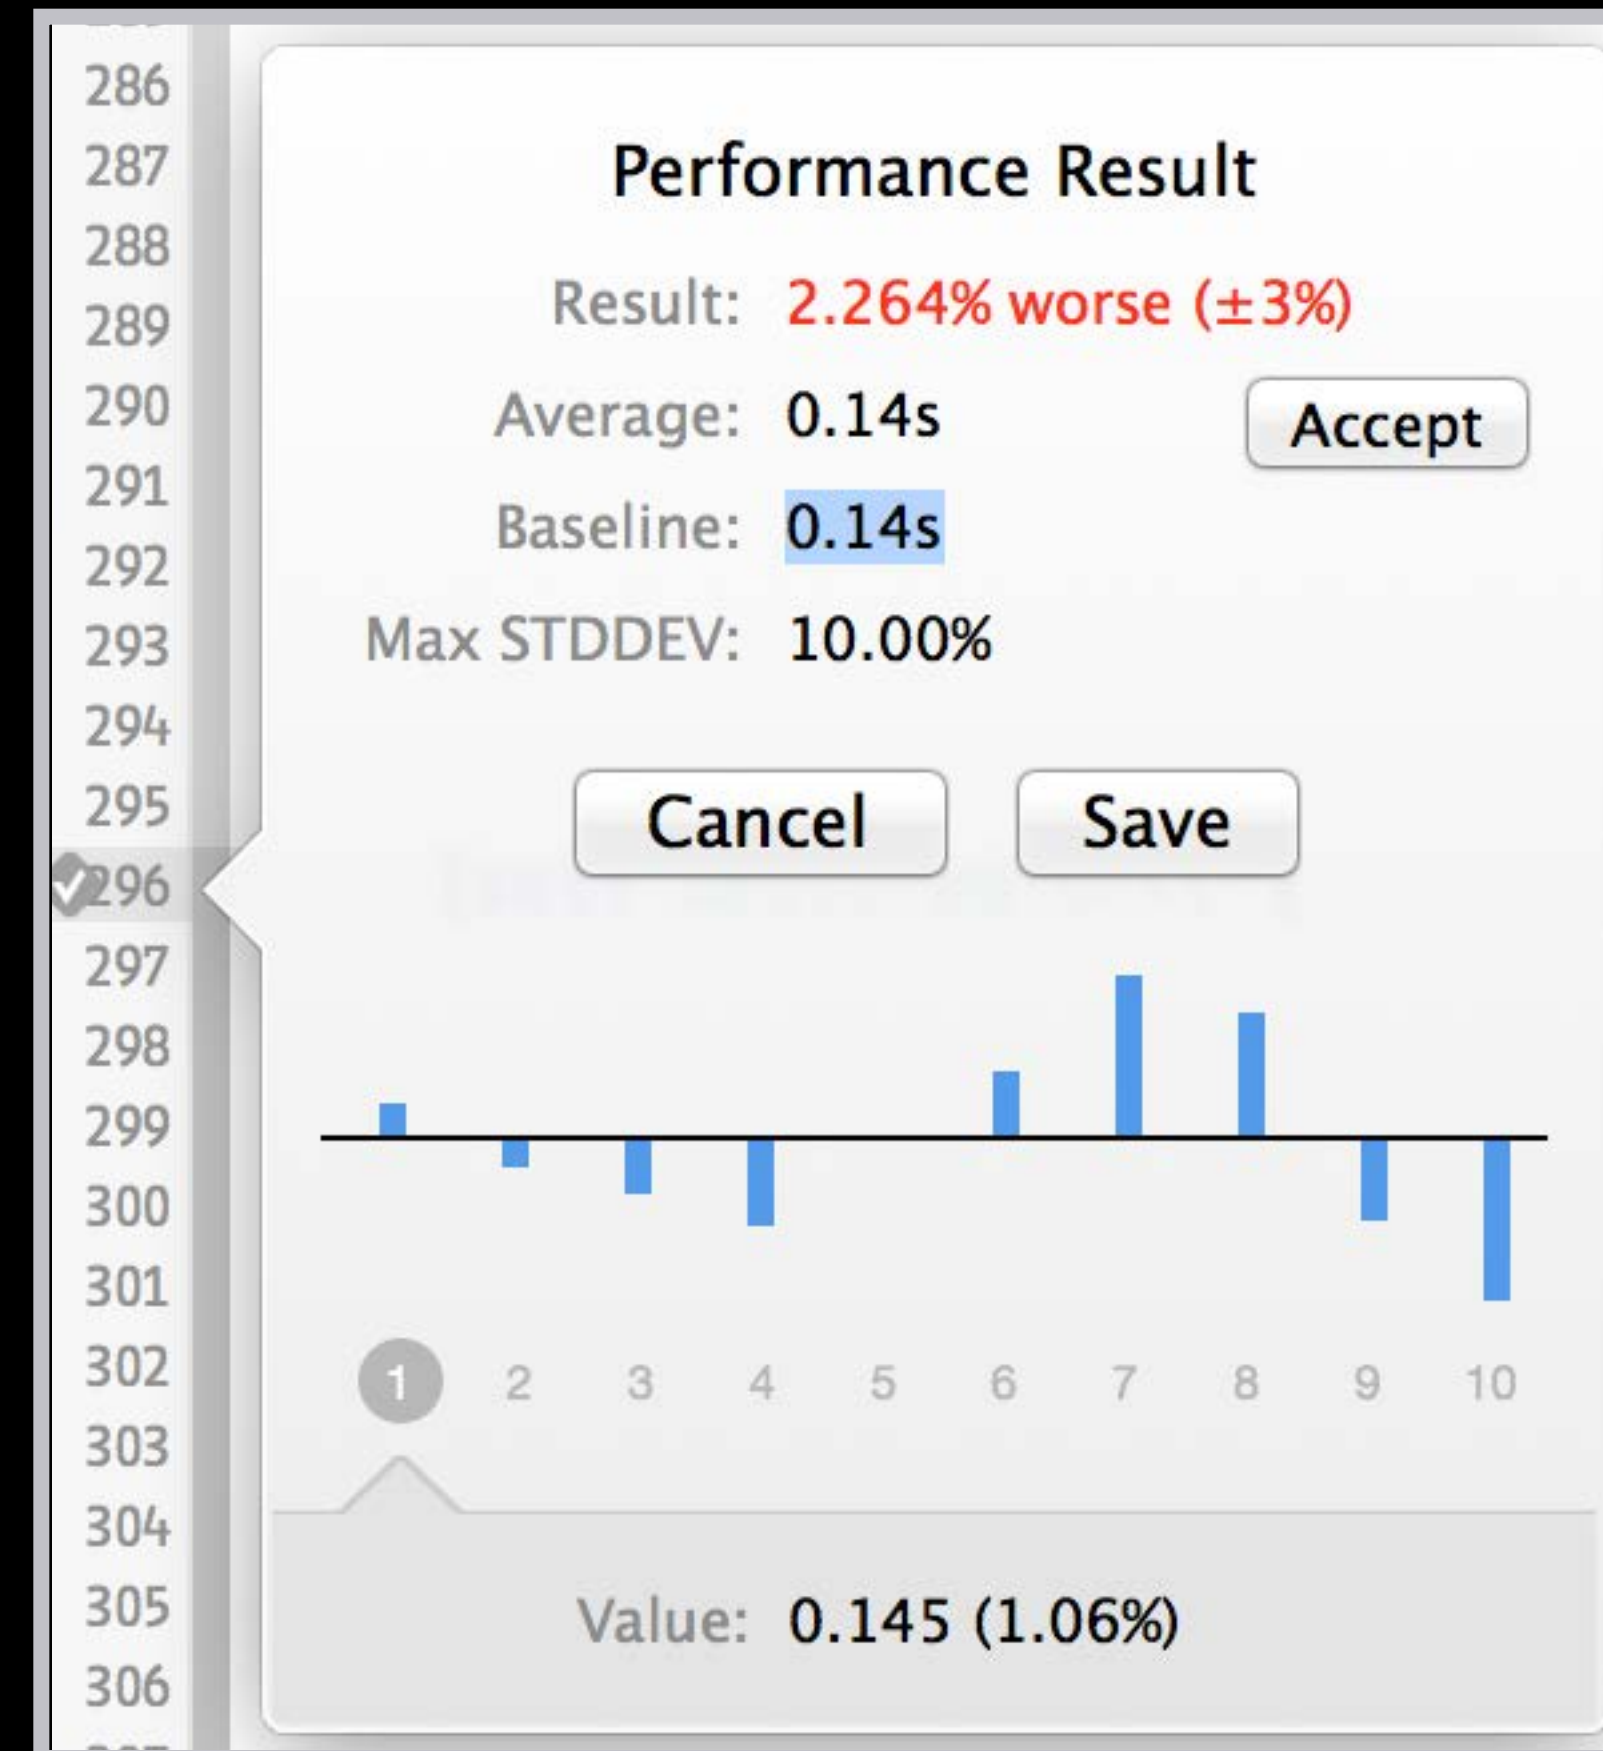 286
287
288
289
290
291
292
293
294
295
296
297
298
299
300
301
302
303
304
305
306
Performance Result
Result: 2.264% worse (±3%)
Average: 0.14s
Accept
Baseline: 0.14s
Max STDDEV: 10.00%
Cancel Save
1 2 3 4 5 6 7 8 9 10
Value: 0.145 (1.06%)